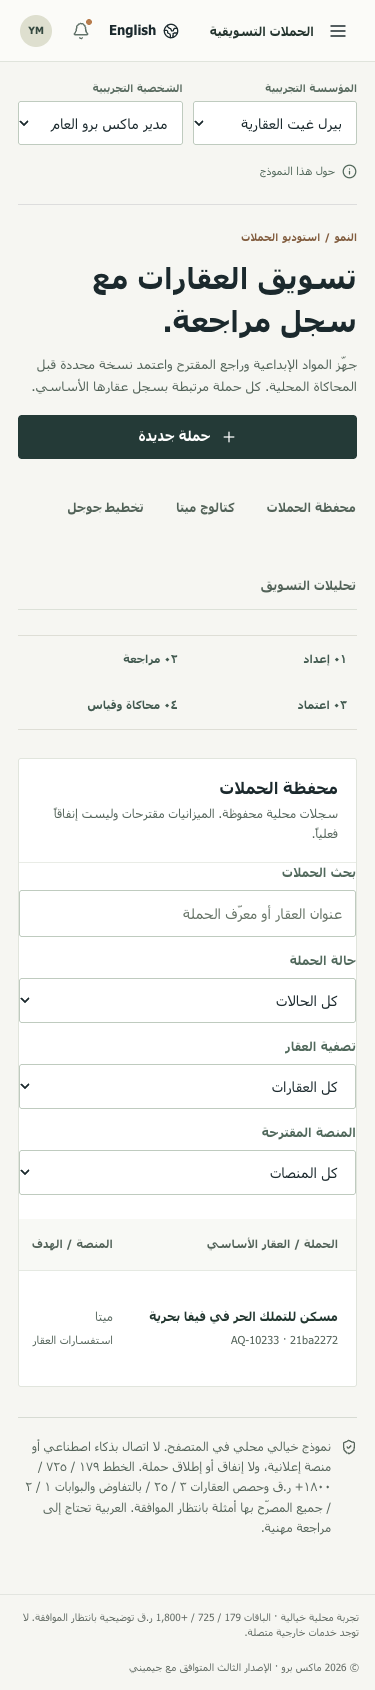 الحملات التسويقية
English
YM
المؤسسة التجريبية
الشخصية التجريبية
بيرل غيت العقارية
مدير ماكس برو العام
حول هذا النموذج
النمو / استوديو الحملات
تسويق العقارات مع
سجل مراجعة.
جهّز المواد الإبداعية وراجع المقترح واعتمد نسخة محددة قبل
المحاكاة المحلية. كل حملة مرتبطة بسجل عقارها الأساسي.
+ حملة جديدة
محفظة الحملات
كتالوج ميتا
تخطيط جوجل
تحليلات التسويق
٠١ إعداد
٠٢ مراجعة
٠٣ اعتماد
٠٤ محاكاة وقياس
محفظة الحملات
سجلات محلية محفوظة. الميزانيات مقترحات وليست إنفاقاً
فعلياً.
بحث الحملات
عنوان العقار أو معرّف الحملة
حالة الحملة
كل الحالات
تصفية العقار
كل العقارات
المنصة المقترحة
كل المنصات
الحملة / العقار الأساسي
المنصة / الهدف
مسكن للتملك الحر في فيفا بحرية
ميتا
AQ-10233 · 21ba2272
استفسارات العقار
نموذج خيالي محلي في المتصفح. لا اتصال بذكاء اصطناعي أو
منصة إعلانية، ولا إنفاق أو إطلاق حملة. الخطط ١٧٩ / ٧٢٥ /
١٨٠٠+ ر.ق وحصص العقارات ٣ / ٢٥ / بالتفاوض والبوابات ١ / ٢
/ جميع المصرّح بها أمثلة بانتظار الموافقة. العربية تحتاج إلى
مراجعة مهنية.
تجربة محلية خيالية · الباقات 179 / 725 / +1,800 ر.ق توضيحية بانتظار الموافقة. لا
توجد خدمات خارجية متصلة.
© 2026 ماكس برو · الإصدار الثالث المتوافق مع جيميني